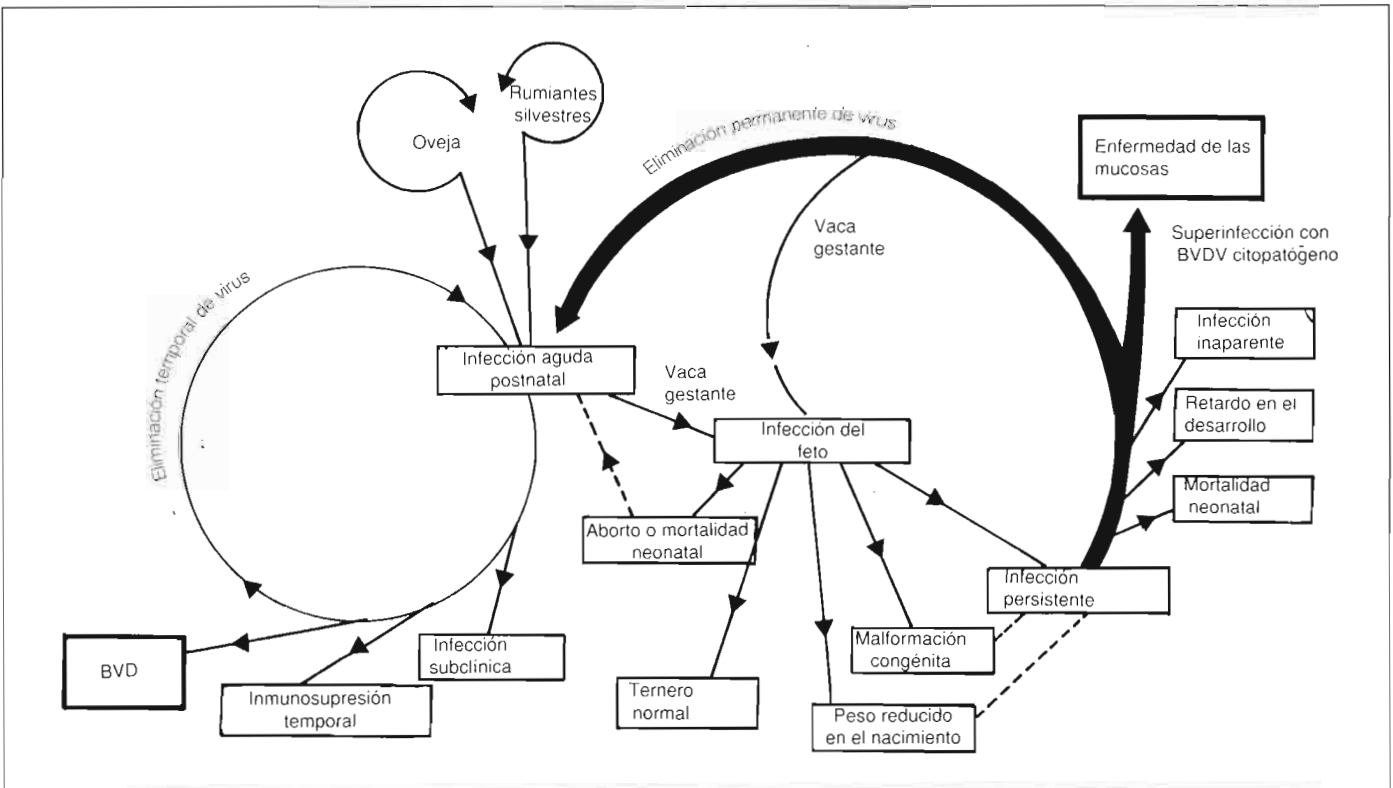 Oveja
Rumiantes
silvestres
Eliminación permanente de virus
Enfermedad de las
mucosas
Vaca
gestante
Superinfección con
BVDV citopatógeno
Eliminación temporal de virus
Infección
inaparente
Infección aguda
postnatal
Vaca
gestante
Retardo en el
desarrollo
Infección del
feto
Mortalidad
neonatal
Aborto o mortalidad
neonatal
Infección
persistente
Malformación
congénita
Infección
subclínica
BVD
Inmunosupresión
temporal
Ternero
normal
Peso reducido
en el nacimiento